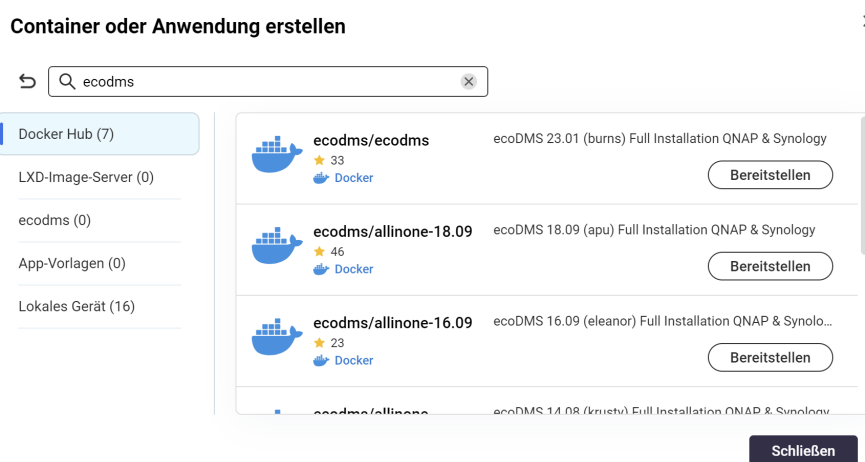 Container oder Anwendung erstellen
ecodms
Docker Hub (7)
LXD-Image-Server (0)
ecodms (0)
App-Vorlagen (0)
Lokales Gerät (16)
ecodms/ecodms
33
Docker
ecoDMS 23.01 (burns) Full Installation QNAP & Synology
Bereitstellen
ecodms/allinone-18.09
46
Docker
ecoDMS 18.09 (apu) Full Installation QNAP & Synology
Bereitstellen
ecodms/allinone-16.09
23
Docker
ecoDMS 16.09 (eleanor) Full Installation QNAP & Synolo...
Bereitstellen
ecodms/allinone
ecoDMS 14.08 (krusty) Full Installation QNAP & Synology
Schließen